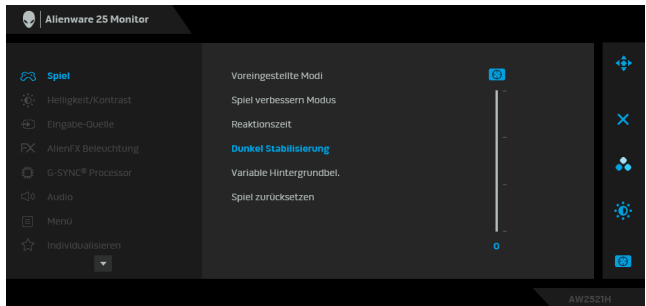 Alienware 25 Monitor
Spiel
Helligkeit/Kontrast
Eingabe-Quelle
AlienFX Beleuchtung
G-SYNC® Processor
Audio
Menü
Individualisieren
Voreingestellte Modi
Spiel verbessern Modus
Reaktionszeit
Dunkel Stabilisierung
Variable Hintergrundbel.
Spiel zurücksetzen
0
AW2521H